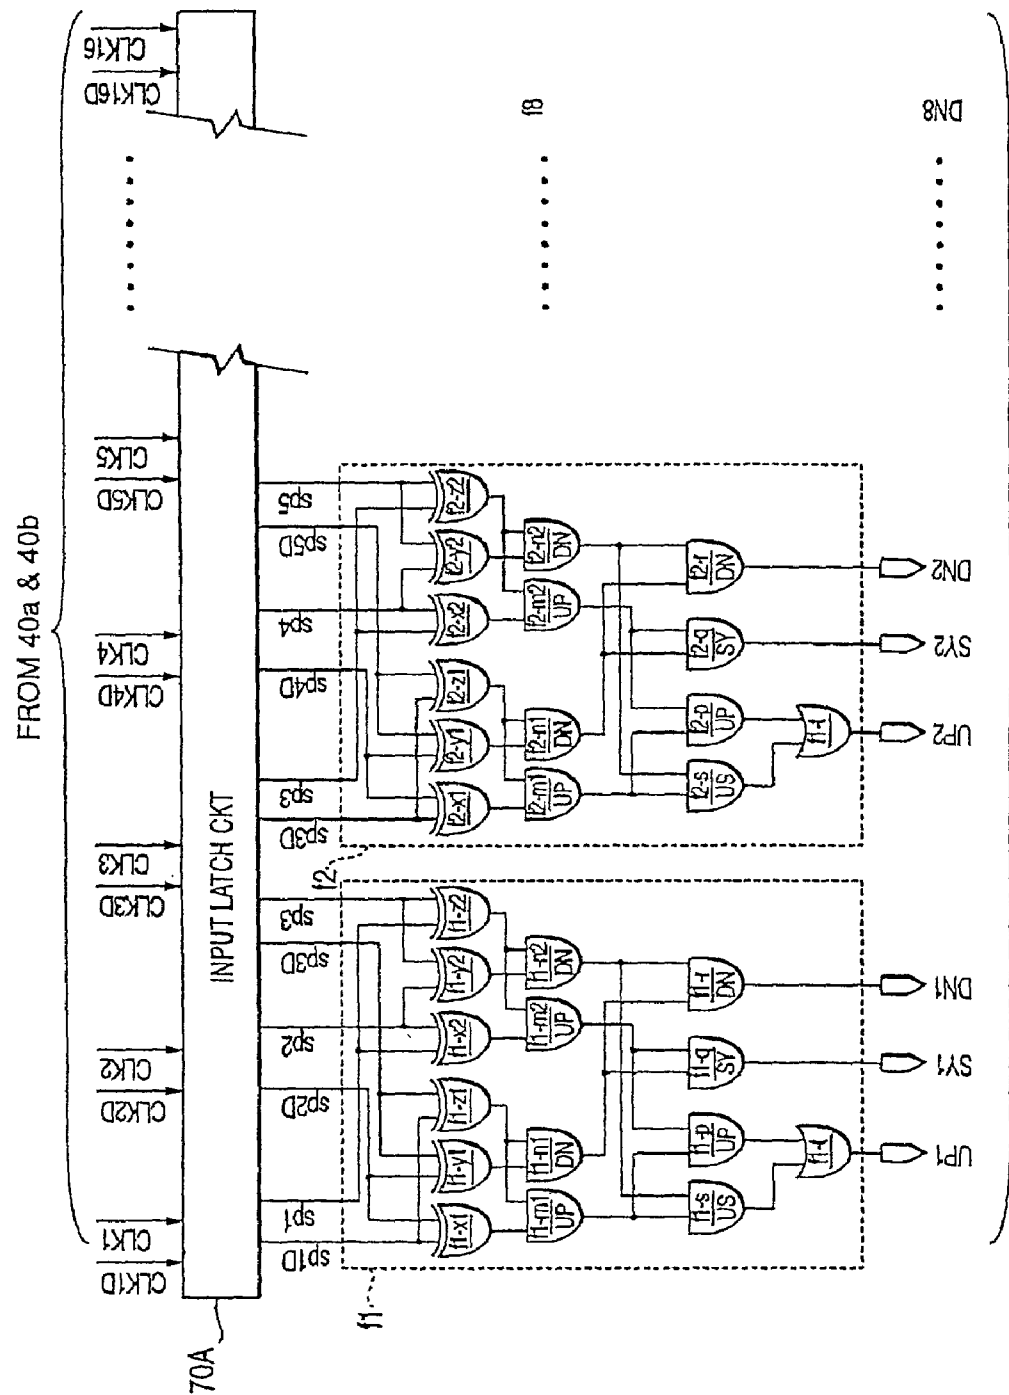 FROM 40a & 40b
CLK1D
CLK1
CLK2D
CLK2
CLK3D
CLK3
CLK4D
CLK4
CLK5D
CLK5
CLK16D
CLK16
INPUT LATCH CKT
70A
sp1D
sp1
sp2D
sp2
sp3D
sp3
sp3D
sp3
sp4D
sp4
sp5D
sp5
f1
f1-x1
f1-y1
f1-z1
f1-x2
f1-y2
f1-z2
f1-m1
UP
f1-n1
DN
f1-m2
UP
f1-n2
DN
f1-s
US
f1-p
UP
f1-q
SY
f1-r
DN
f1-t
UP1
SY1
DN1
f2
f2-x1
f2-y1
f2-z1
f2-x2
f2-y2
f2-z2
f2-m1
UP
f2-n1
DN
f2-m2
UP
f2-n2
DN
f2-s
US
f2-p
UP
f2-q
SY
f2-r
DN
f1-t
UP2
SY2
DN2
f8
DN8